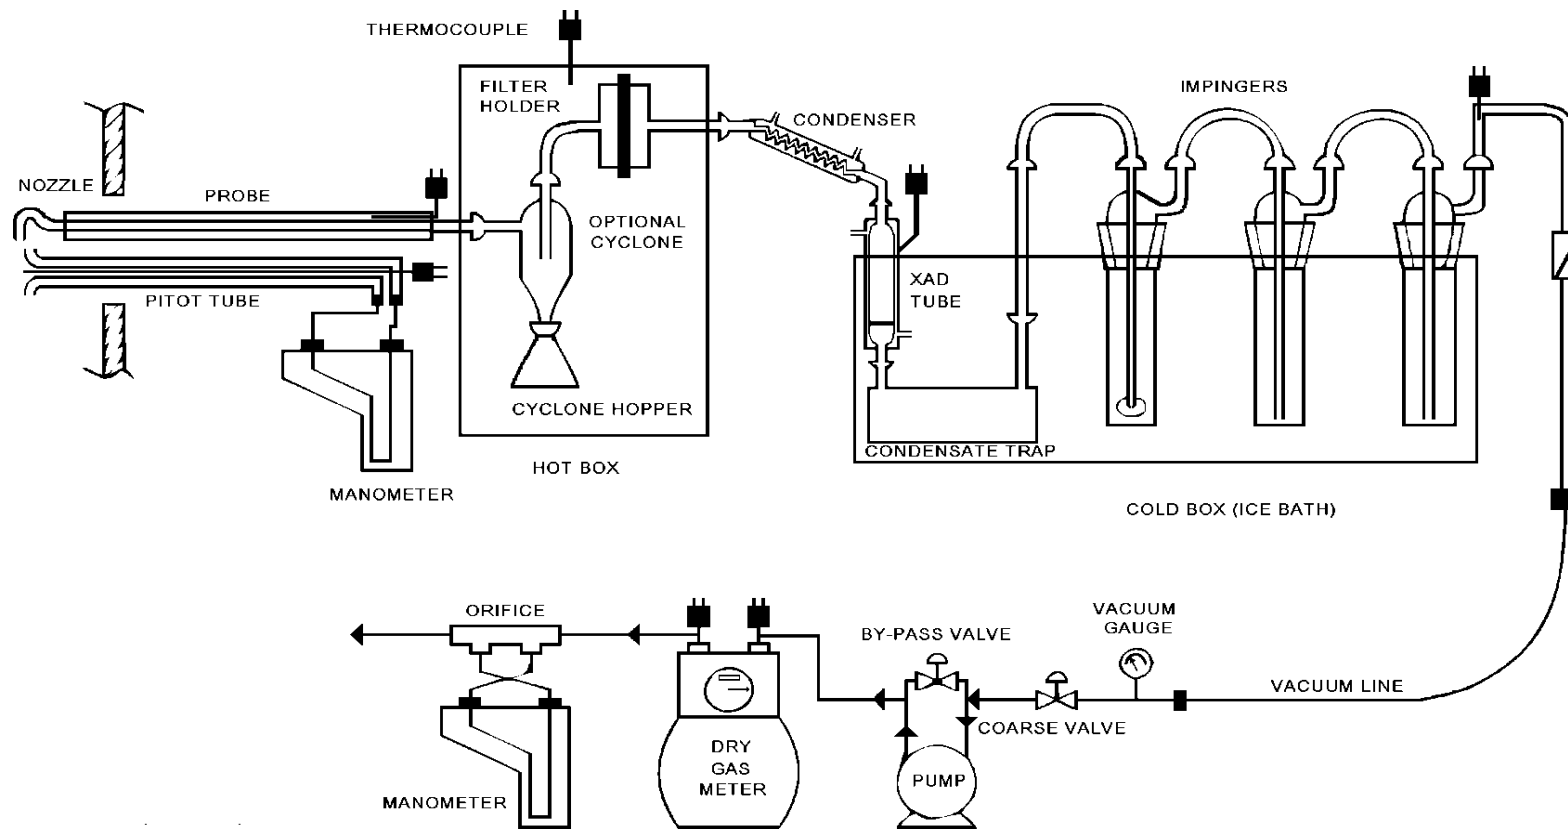 THERMOCOUPLE
FILTER
HOLDER
IMPINGERS
CONDENSER
NOZZLE
PROBE
OPTIONAL
CYCLONE
XAD
TUBE
PITOT TUBE
CYCLONE HOPPER
CONDENSATE TRAP
HOT BOX
MANOMETER
COLD BOX (ICE BATH)
ORIFICE
BY-PASS VALVE
VACUUM
GAUGE
VACUUM LINE
COARSE VALVE
DRY
GAS
METER
PUMP
MANOMETER